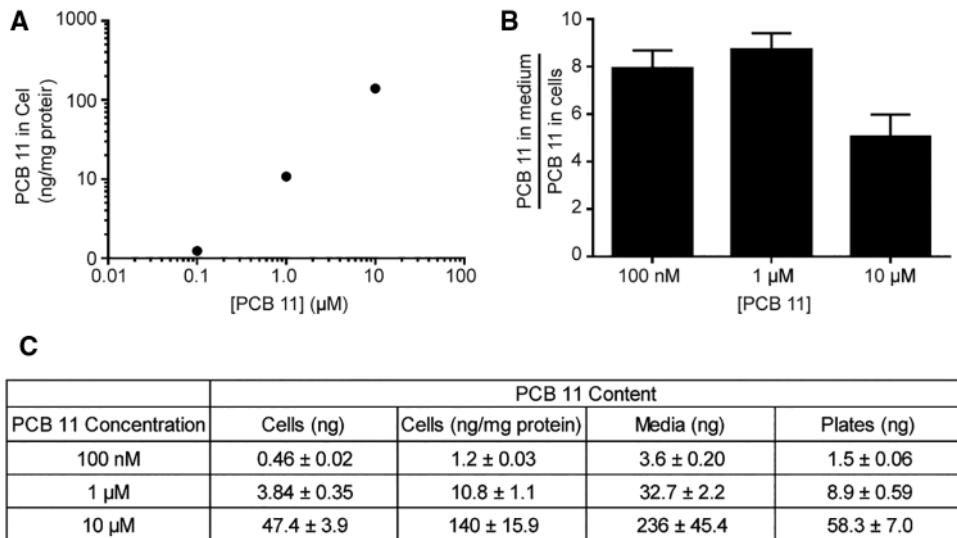 A
PCB 11 in Cel
(ng/mg protein)
1000
100
10
0
0.01 0.1 1.0 10 100
[PCB 11] (µM)
B
PCB 11 in medium
PCB 11 in cells
10
8
6
4
2
0
100 nM 1 µM 10 µM
[PCB 11]
C
PCB 11 Content
PCB 11 Concentration Cells (ng) Cells (ng/mg protein) Media (ng) Plates (ng)
100 nM 0.46 ± 0.02 1.2 ± 0.03 3.6 ± 0.20 1.5 ± 0.06
1 µM 3.84 ± 0.35 10.8 ± 1.1 32.7 ± 2.2 8.9 ± 0.59
10 µM 47.4 ± 3.9 140 ± 15.9 236 ± 45.4 58.3 ± 7.0